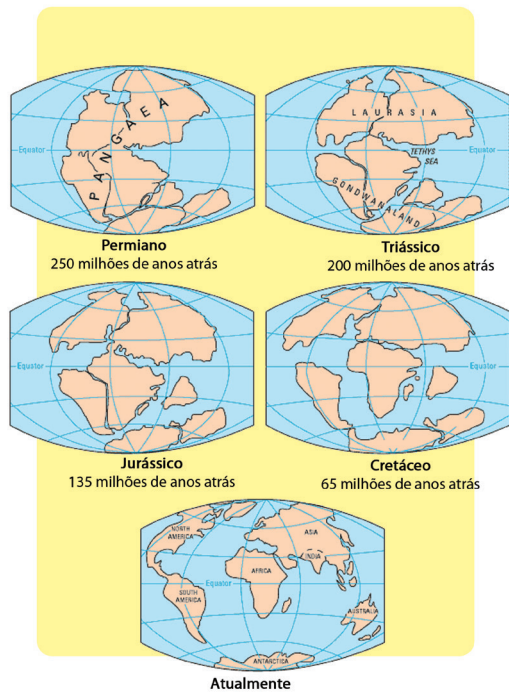 PANGAEA
Equator
Permiano
250 milhões de anos atrás
LAURASIA
TETHYS
SEA
Equator
GONDWANALAND
Triássico
200 milhões de anos atrás
Equator
Jurássico
135 milhões de anos atrás
Equator
Cretáceo
65 milhões de anos atrás
NORTH
AMERICA
ASIA
INDIA
AFRICA
Equator
SOUTH
AMERICA
AUSTRALIA
ANTARCTICA
Atualmente